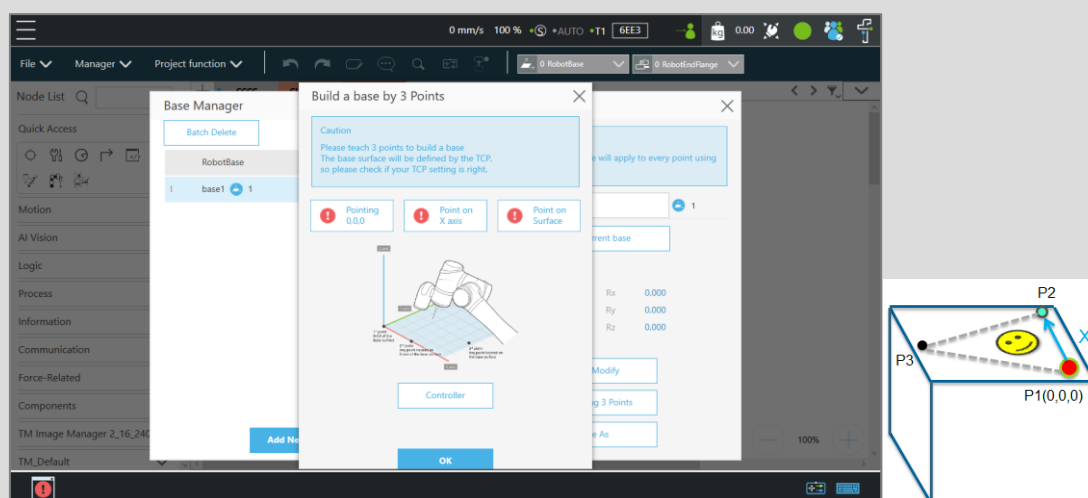 0 mm/s 100 % •Ⓢ •AUTO •T1 6EE3 kg 0.00
File Manager Project function 0 RobotBase 0 RobotEndFlange
Node List
Quick Access
Motion
AI Vision
Logic
Process
Information
Communication
Force-Related
Components
TM Image Manager 2_16_240
TM_Default
Base Manager
Batch Delete
RobotBase
1 base1 1
Add Ne
Build a base by 3 Points
Caution
Please teach 3 points to build a base
The base surface will be defined by the TCP,
so please check if your TCP setting is right.
Pointing
0,0,0
Point on
X axis
Point on
Surface
Controller
OK
e will apply to every point using
1
rrent base
Rx 0.000
Ry 0.000
Rz 0.000
Modify
g 3 Points
e As
100%
P2
X
P3
P1(0,0,0)